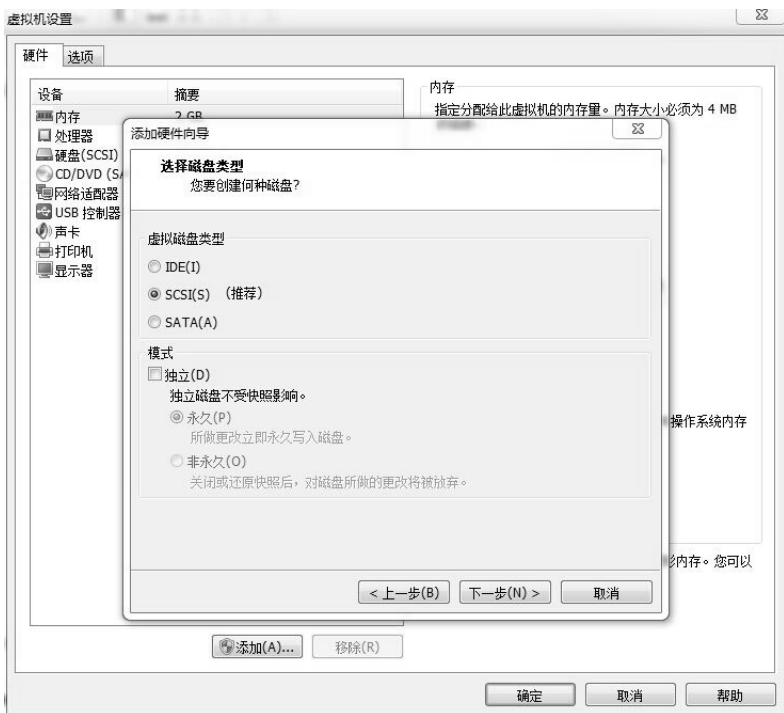 虚拟机设置
硬件 选项
设备 摘要
内存 2 GB
处理器
硬盘(SCSI)
CD/DVD (SA
网络适配器
USB 控制器
声卡
打印机
显示器
内存
指定分配给此虚拟机的内存量。内存大小必须为 4 MB
添加硬件向导
选择磁盘类型
您要创建何种磁盘?
虚拟磁盘类型
IDE(I)
SCSI(S) (推荐)
SATA(A)
模式
独立(D)
独立磁盘不受快照影响。
永久(P)
所做更改立即永久写入磁盘。
非永久(O)
关闭或还原快照后，对磁盘所做的更改将被放弃。
操作系统内存
内存。您可以
<上一步(B) 下一步(N)> 取消
添加(A)... 移除(R)
确定 取消 帮助